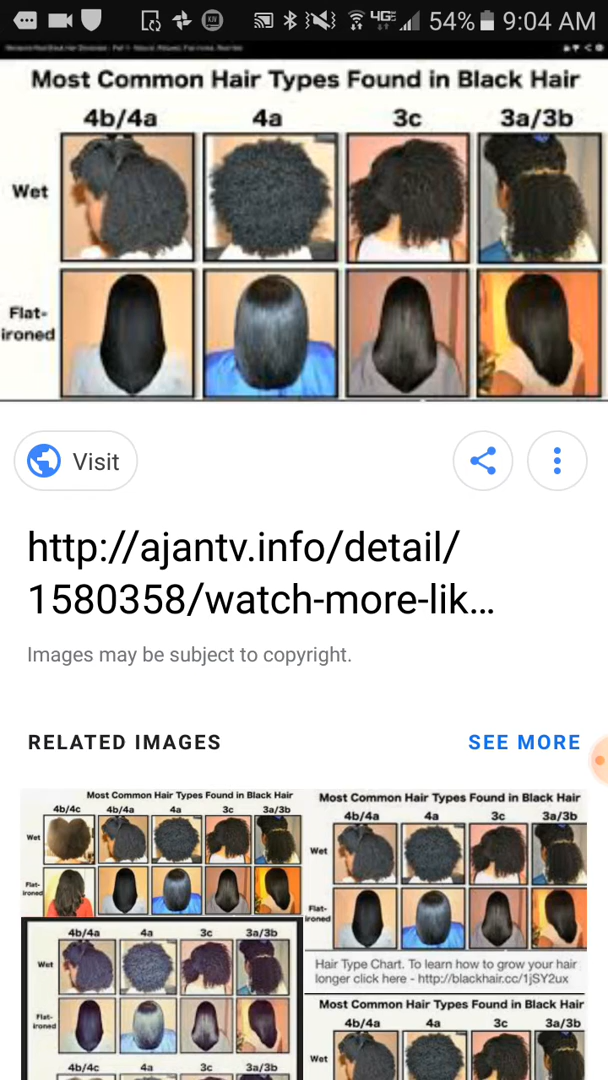 54% 9:04 AM
Most Common Hair Types Found in Black Hair
4b/4a 4a 3c 3a/3b
Wet
Flat-
ironed
Visit
http://ajantv.info/detail/
1580358/watch-more-lik...
Images may be subject to copyright.
RELATED IMAGES SEE MORE
Most Common Hair Types Found in Black Hair
4b/4c 4b/4a 4a 3c 3a/3b
Wet
Flat-
ironed
Most Common Hair Types Found in Black Hair
4b/4a 4a 3c 3a/3b
Wet
Flat-
ironed
Hair Type Chart. To learn how to grow your hair
longer click here - http://blackhair.cc/1jSY2ux
4b/4a 4a 3c 3a/3b
Wet
Flat-
ironed
4b/4c 4a 3c 3a/3b
Most Common Hair Types Found in Black Hair
4b/4a 4a 3c 3a/3b
Wet